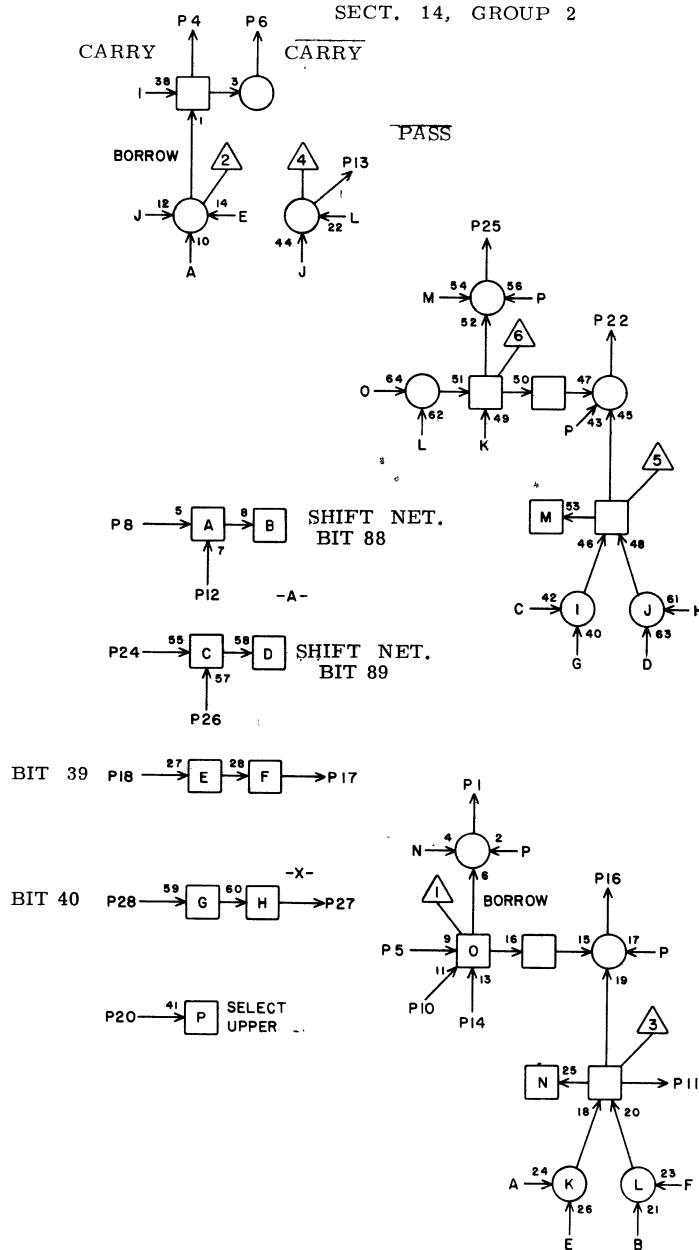 SECT. 14, GROUP 2
P4 P6
CARRY CARRY
I 38 3
1
PASS
BORROW 2 4 P13
J 12 14 E 22 L
10 44
A J
P25
M 54 56 P
52 P22
6
O 64 51 50 47
62 49 P 43 45
L K
5
P8 5 A 8 B SHIFT NET.
BIT 88
7
M 53
46 48
P12 -A-
C 42 I J 61 H
40 63
G D
P24 55 C 58 D SHIFT NET.
BIT 89
57
P26
BIT 39 P18 27 E 28 F P17
P1
N 4 2 P
6
BIT 40 P28 59 G 60 H -X- P27
P16
1 BORROW
P5 9 O 16 15 17 P
11 13 19
P10 P14
P20 41 P SELECT
UPPER
3
N 25 P11
18 20
A 24 K L 23 F
26 21
E B